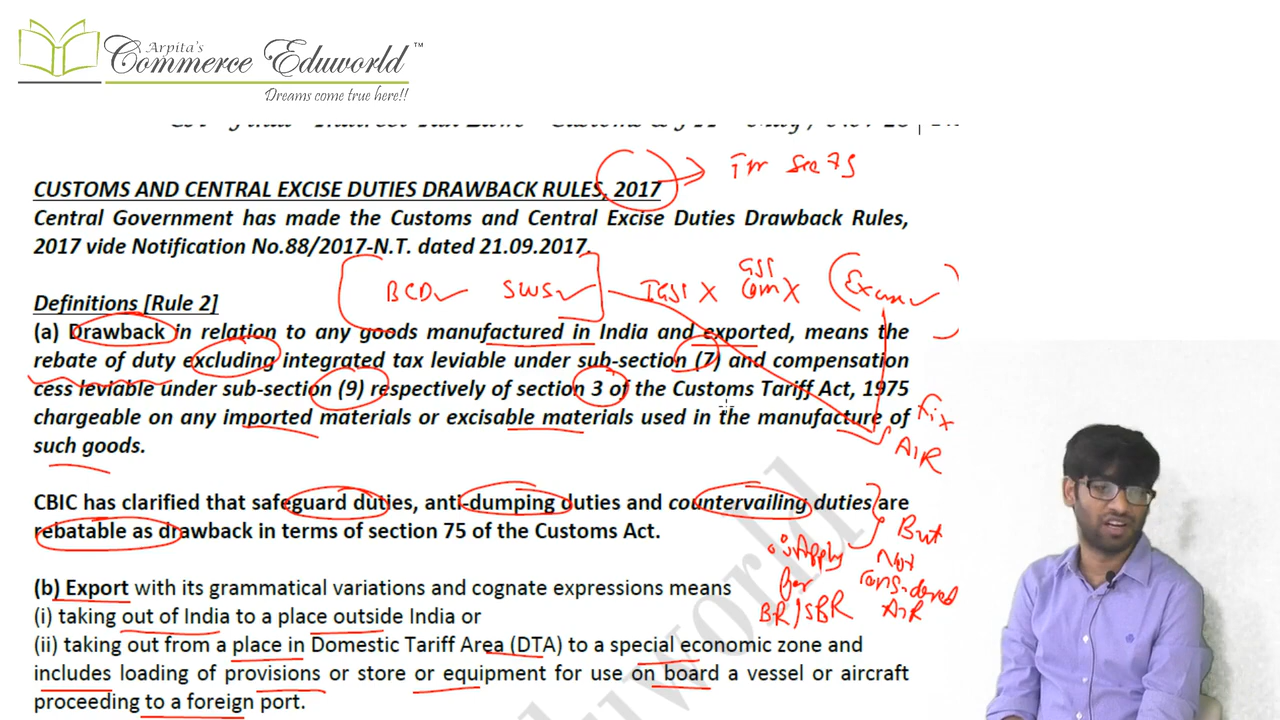 Arpita's
Commerce Eduworld™
Dreams come true here!!
CUSTOMS AND CENTRAL EXCISE DUTIES DRAWBACK RULES, 2017
Im Sec 75
Central Government has made the Customs and Central Excise Duties Drawback Rules,
2017 vide Notification No.88/2017-N.T. dated 21.09.2017.
BCD✓ SWS✓ IGST X GST Com X
Definitions [Rule 2]
(a) Drawback in relation to any goods manufactured in India and exported, means the
rebate of duty excluding integrated tax leviable under sub-section (7) and compensation
cess leviable under sub-section (9) respectively of section 3 of the Customs Tariff Act, 1975
chargeable on any imported materials or excisable materials used in the manufacture of
such goods.
Fix
AIR
CBIC has clarified that safeguard duties, anti-dumping duties and countervailing duties are
rebatable as drawback in terms of section 75 of the Customs Act.
But
Not
AIR
Apply
for
BR/SBR
(b) Export with its grammatical variations and cognate expressions means
(i) taking out of India to a place outside India or
(ii) taking out from a place in Domestic Tariff Area (DTA) to a special economic zone and
includes loading of provisions or store or equipment for use on board a vessel or aircraft
proceeding to a foreign port.